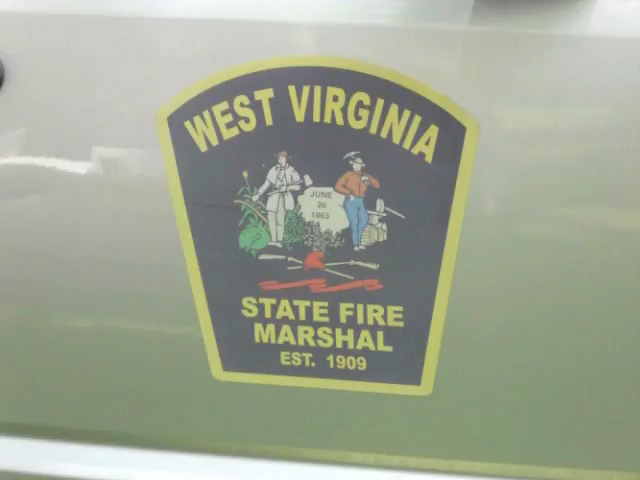 WEST VIRGINIA
JUNE
20
1863
STATE FIRE
MARSHAL
EST. 1909